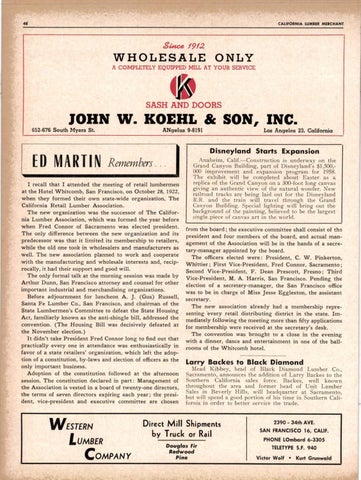 46
CALIFORNIA LUMBER MERCHANT
Since 1912
WHOLESALE ONLY
A COMPLETELY EQUIPPED MILL AT YOUR SERVICE
K
SASH AND DOORS
JOHN W. KOEHL & SON, INC.
652-676 South Myers St.
ANgelus 9-8191
Los Angeles 23, California
ED MARTIN Remembers...
I recall that I attended the meeting of retail lumbermen
at the Hotel Whitcomb, San Francisco, on October 28, 1922,
when they formed their own state-wide organization, The
California Retail Lumber Association.
The new organization was the successor of The Califor-
nia Lumber Association, which was formed the year before
when Fred Connor of Sacramento was elected president.
The only difference between the new organization and its
predecessor was that it limited its membership to retailers,
while the old one took in wholesalers and manufacturers as
well. The new association planned to work and cooperate
with the manufacturing and wholesale interests and, recip-
rocally, it had their support and good will.
The only formal talk at the morning session was made by
Arthur Dunn, San Francisco attorney and counsel for other
important industrial and merchandising organizations.
Before adjournment for luncheon A. J. (Gus) Russell,
Santa Fe Lumber Co., San Francisco, and chairman of the
State Lumbermen's Committee to defeat the State Housing
Act, familiarly known as the anti-shingle bill, addressed the
convention. (The Housing Bill was decisively defeated at
the November election.)
It didn't take President Fred Connor long to find out that
practically every one in attendance was enthusiastically in
favor of a state retailers' organization, which left the adop-
tion of a constitution, by-laws and election of officers as the
only important business.
Adoption of the constitution followed at the afternoon
session. The constitution declared in part: Management of
the Association is vested in a board of twenty-one directors,
the terms of seven directors expiring each year; the presi-
dent, vice-president and executive committee are chosen
Disneyland Starts Expansion
Anaheim, Calif.—Construction is underway on the
Grand Canyon Building, part of Disneyland's $1,500,-
000 improvement and expansion program for 1958.
The exhibit will be completed about Easter as a
replica of the Grand Canyon on a 300-foot long canvas
giving an authentic view of the natural wonder. New
railroad tracks are being laid for the Disneyland
R.R. and the train will travel through the Grand
Canyon Building. Special lighting will bring out the
background of the painting, believed to be the largest
single piece of canvas art in the world.
from the board; the executive committee shall consist of the
president and four members of the board, and actual man-
agement of the Association will be in the hands of a secre-
tary-manager appointed by the board.
The officers elected were: President, C. W. Pinkerton,
Whittier; First Vice-President, Fred Connor, Sacramento;
Second Vice-President, F. Dean Prescott, Fresno; Third
Vice-President, M. A. Harris, San Francisco. Pending the
election of a secretary-manager, the San Francisco office
was to be in charge of Miss Jesse Eggleston, the assistant
secretary.
The new association already had a membership repre-
senting every retail distributing district in the state. Im-
mediately following the meeting more than fifty applications
for membership were received at the secretary's desk.
The convention was brought to a close in the evening
with a dinner, dance and entertainment in one of the ball-
rooms of the Whitcomb hotel.
Larry Backes to Black Diamond
Mead Kibbey, head of Black Diamond Lumber Co.,
Sacramento, announces the addition of Larry Backes to the
Southern California sales force. Backes, well known
throughout the area and former head of Unit Lumber
Sales in Beverly Hills, will headquarter at Sacramento,
but will spend a good portion of his time in Southern Cali-
fornia in order to better service the trade.
WESTERN
LUMBER
COMPANY
Direct Mill Shipments
by Truck or Rail
Douglas Fir
Redwood
Pine
2390 - 34th AVE.
SAN FRANCISCO 16, CALIF.
PHONE LOmbard 6-3305
TELETYPE S.F. 940
Victor Wolf • Kurt Grunwald